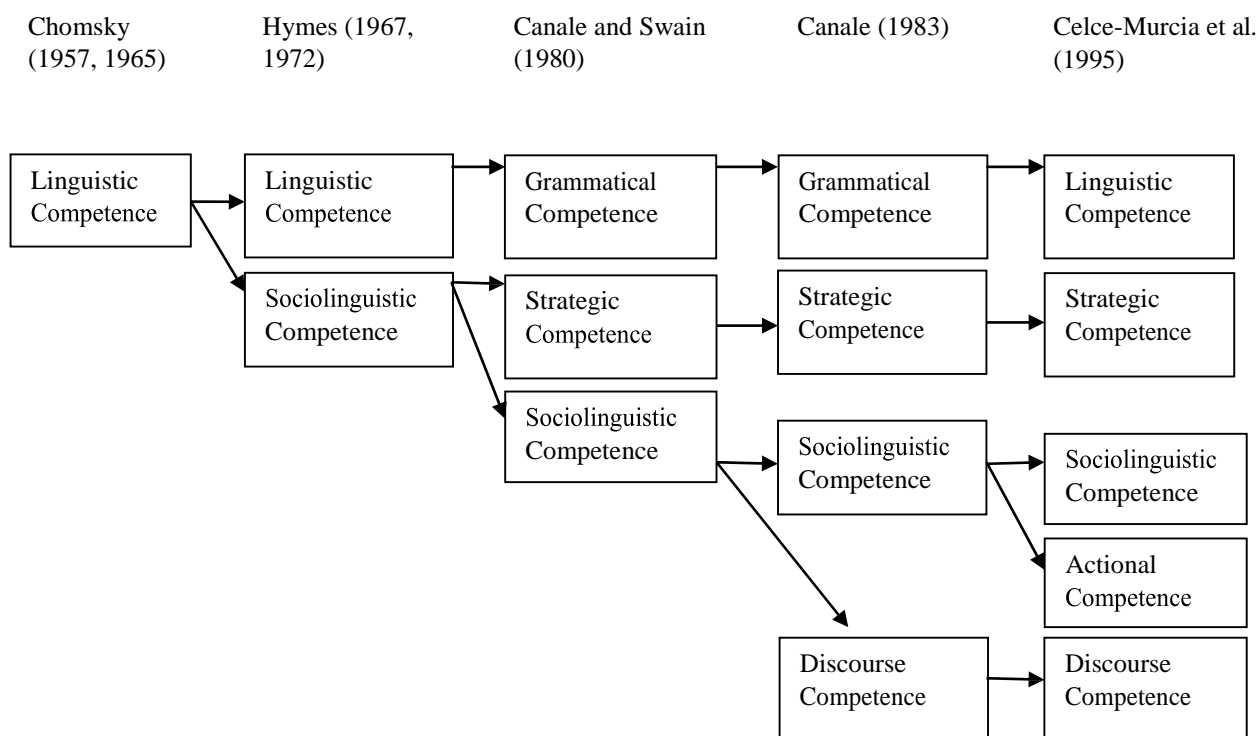 Chomsky
(1957, 1965)
Hymes (1967,
1972)
Canale and Swain
(1980)
Canale (1983)
Celce-Murcia et al.
(1995)
Linguistic
Competence
Linguistic
Competence
Grammatical
Competence
Grammatical
Competence
Linguistic
Competence
Sociolinguistic
Competence
Strategic
Competence
Strategic
Competence
Strategic
Competence
Sociolinguistic
Competence
Sociolinguistic
Competence
Sociolinguistic
Competence
Actional
Competence
Discourse
Competence
Discourse
Competence